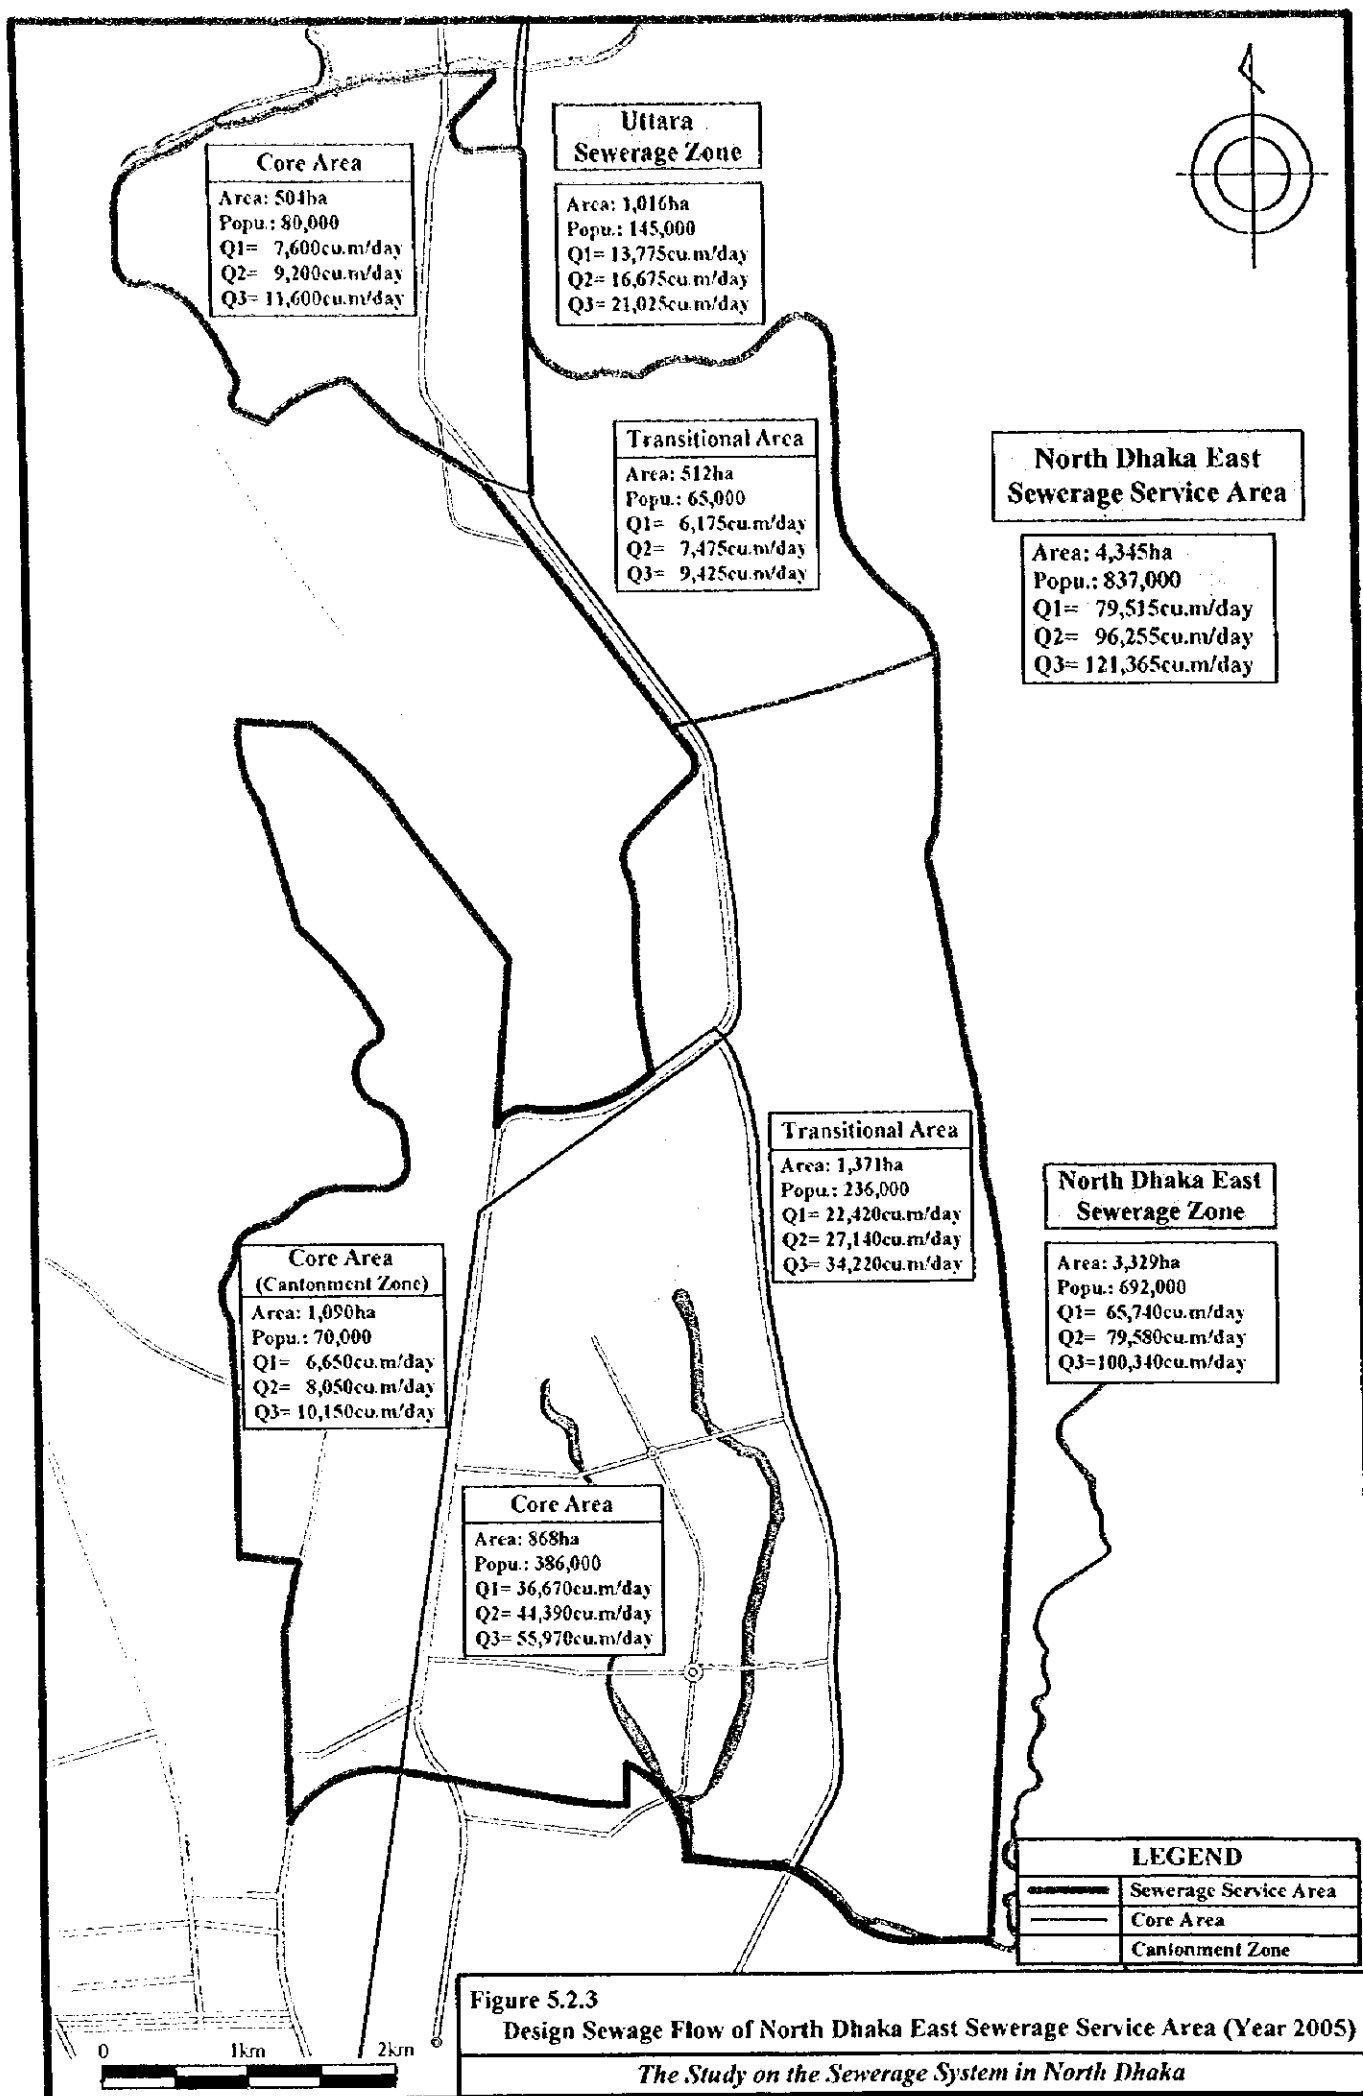 Core Area
Area: 504ha
Popu.: 80,000
Q1= 7,600cu.m/day
Q2= 9,200cu.m/day
Q3= 11,600cu.m/day
Uttara
Sewerage Zone
Area: 1,016ha
Popu.: 145,000
Q1= 13,775cu.m/day
Q2= 16,675cu.m/day
Q3= 21,025cu.m/day
Transitional Area
Area: 512ha
Popu.: 65,000
Q1= 6,175cu.m/day
Q2= 7,475cu.m/day
Q3= 9,425cu.m/day
North Dhaka East
Sewerage Service Area
Area: 4,345ha
Popu.: 837,000
Q1= 79,515cu.m/day
Q2= 96,255cu.m/day
Q3= 121,365cu.m/day
Transitional Area
Area: 1,371ha
Popu.: 236,000
Q1= 22,420cu.m/day
Q2= 27,140cu.m/day
Q3= 34,220cu.m/day
North Dhaka East
Sewerage Zone
Area: 3,329ha
Popu.: 692,000
Q1= 65,740cu.m/day
Q2= 79,580cu.m/day
Q3=100,340cu.m/day
Core Area
(Cantonment Zone)
Area: 1,090ha
Popu.: 70,000
Q1= 6,650cu.m/day
Q2= 8,050cu.m/day
Q3= 10,150cu.m/day
Core Area
Area: 868ha
Popu.: 386,000
Q1= 36,670cu.m/day
Q2= 44,390cu.m/day
Q3= 55,970cu.m/day
LEGEND
Sewerage Service Area
Core Area
Cantonment Zone
0 1km 2km
Figure 5.2.3
Design Sewage Flow of North Dhaka East Sewerage Service Area (Year 2005)
The Study on the Sewerage System in North Dhaka